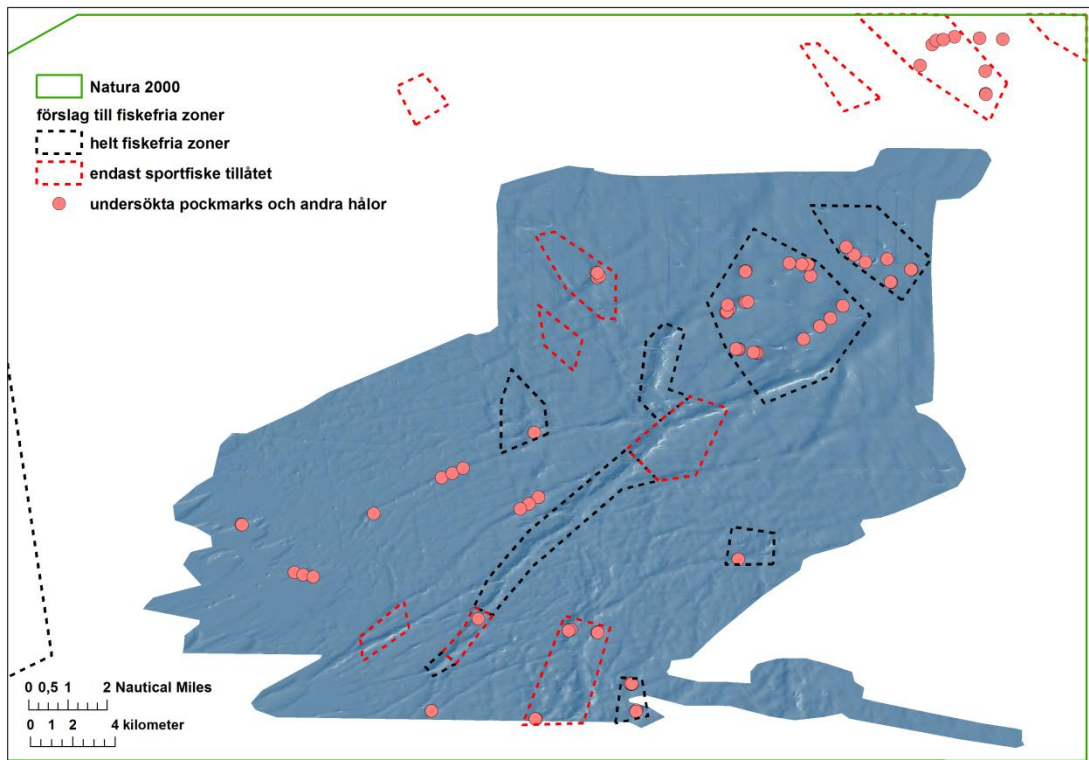 Natura 2000
förslag till fiskefria zoner
helt fiskefria zoner
endast sportfiske tillåtet
undersökta pockmarks och andra hålor
0 0,5 1 2 Nautical Miles
0 1 2 4 kilometer